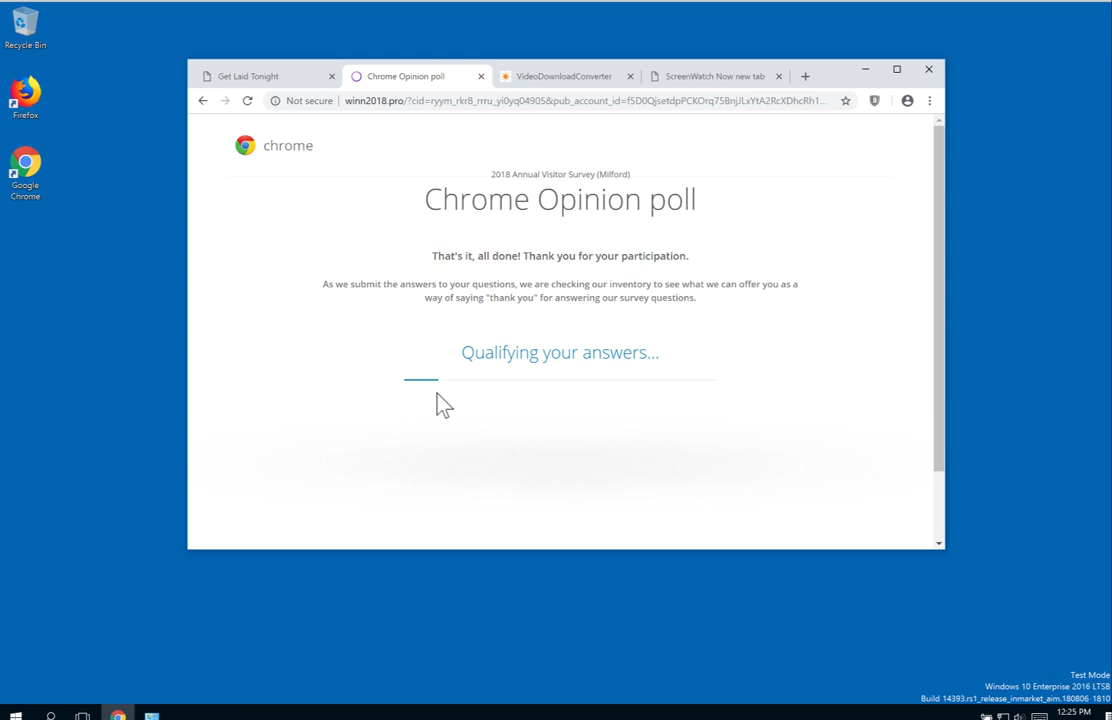 Recycle Bin
Firefox
Google
Chrome
Get Laid Tonight
Chrome Opinion poll
VideoDownloadConverter
ScreenWatch Now new tab
Not secure
winn2018.pro/?cid=ryym_rkr8_rrru_yi0yq04905&pub_account_id=f5D0QjsetdpPCKOrq75BnjJLxYtA2RcXDhcRh1...
chrome
2018 Annual Visitor Survey (Milford)
Chrome Opinion poll
That's it, all done! Thank you for your participation.
As we submit the answers to your questions, we are checking our inventory to see what we can offer you as a
way of saying "thank you" for answering our survey questions.
Qualifying your answers...
Test Mode
Windows 10 Enterprise 2016 LTSB
Build 14393.rs1_release_inmarket_aim.180806-1810
12:25 PM